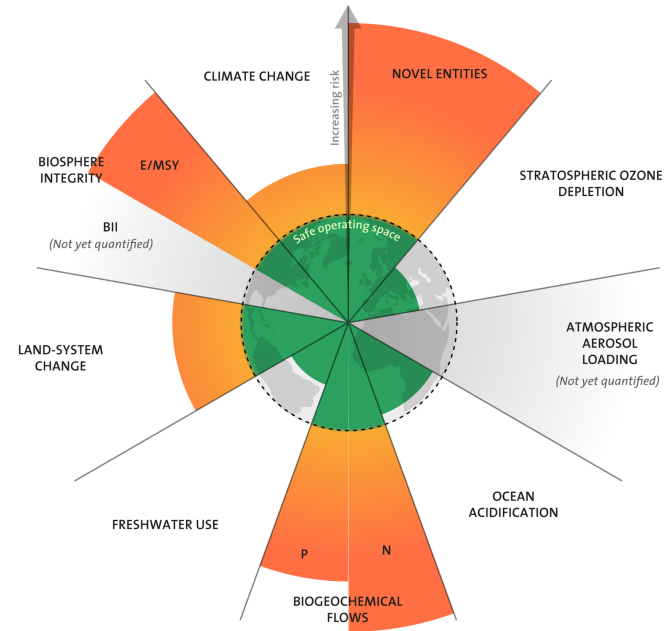 CLIMATE CHANGE
NOVEL ENTITIES
Increasing risk
STRATOSPHERIC OZONE
DEPLETION
BIOSPHERE
INTEGRITY
E/MSY
BII
(Not yet quantified)
Safe operating space
LAND-SYSTEM
CHANGE
ATMOSPHERIC
AEROSOL
LOADING
(Not yet quantified)
FRESHWATER USE
OCEAN
ACIDIFICATION
P
N
BIOGEOCHEMICAL
FLOWS